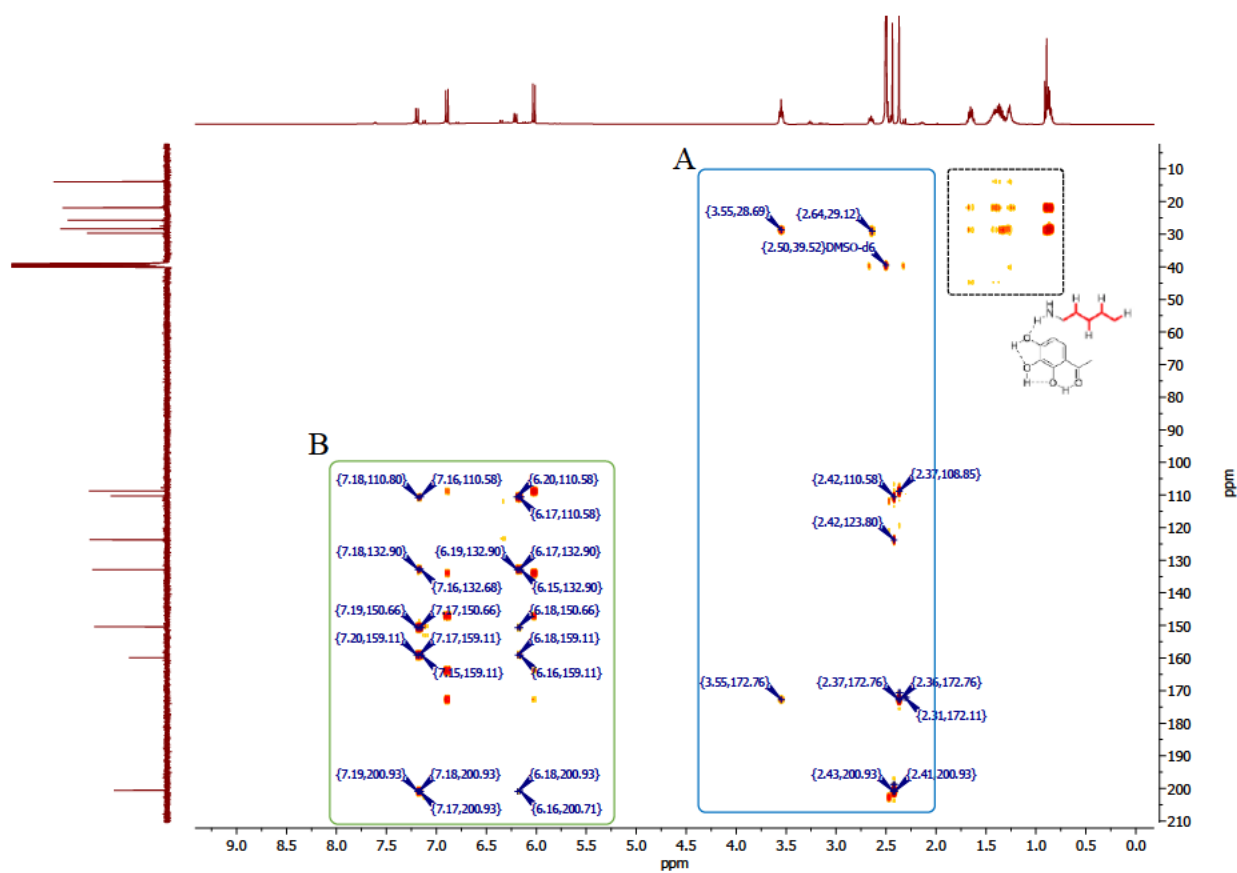 A
10
{3.55,28.69} {2.64,29.12}
20
30
{2.50,39.52}DMSO-d6
40
50
H H H
H N H
H
O
H O
O
H O H O
60
70
80
90
B
100
{7.18,110.80} {7.16,110.58} {6.20,110.58}
{2.42,110.58} {2.37,108.85}
110
{6.17,110.58}
{2.42,123.80}
120
{7.18,132.90} {6.19,132.90} {6.17,132.90}
130
{7.16,132.68} {6.15,132.90}
140
{7.19,150.66} {7.17,150.66} {6.18,150.66}
150
{7.20,159.11} {7.17,159.11} {6.18,159.11}
160
{7.15,159.11} {6.16,159.11}
{3.55,172.76} {2.37,172.76} {2.36,172.76}
170
{2.31,172.11}
180
190
{7.19,200.93} {7.18,200.93} {6.18,200.93}
{2.43,200.93} {2.41,200.93}
200
{7.17,200.93} {6.16,200.71}
210
ppm
9.0 8.5 8.0 7.5 7.0 6.5 6.0 5.5 5.0 4.5 4.0 3.5 3.0 2.5 2.0 1.5 1.0 0.5 0.0
ppm